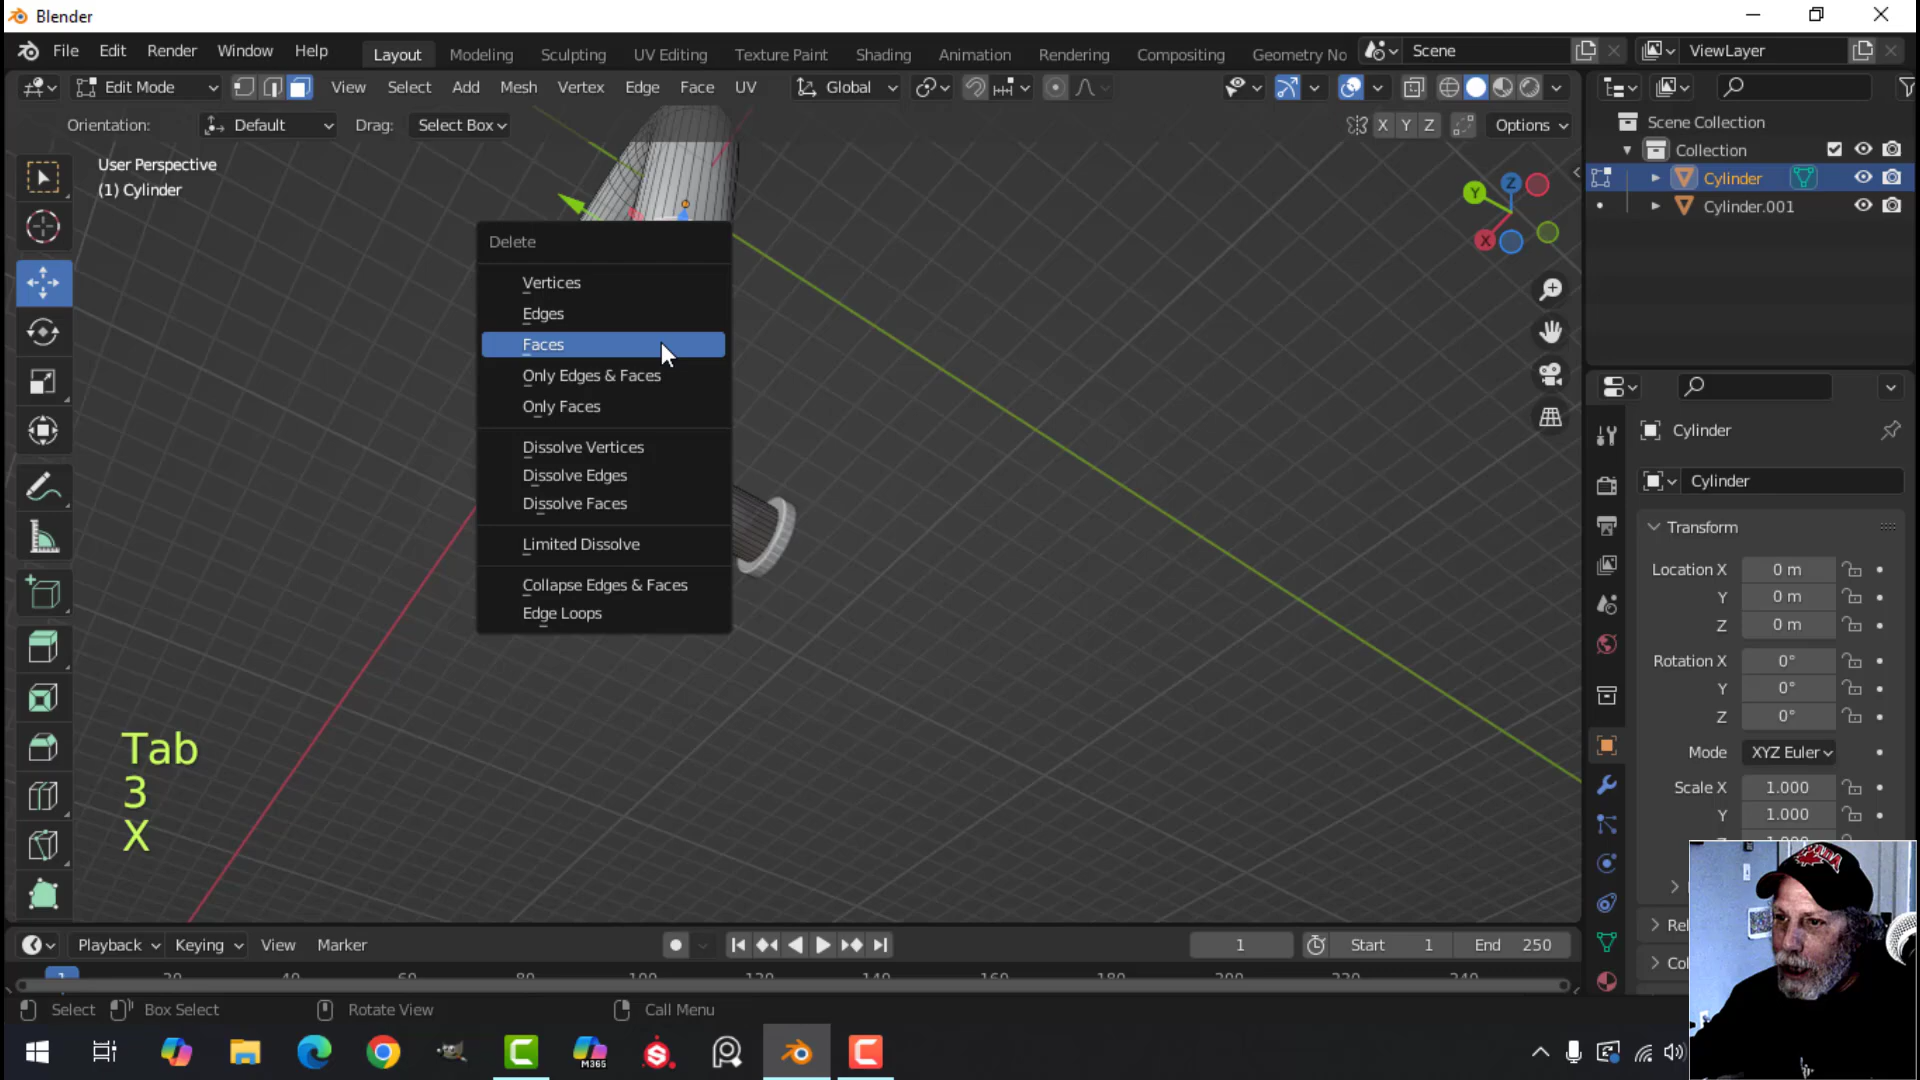 Blender
File Edit Render Window Help Layout Modeling Sculpting UV Editing Texture Paint Shading Animation Rendering Compositing Geometry No Scene ViewLayer
Edit Mode View Select Add Mesh Vertex Edge Face UV Global
Orientation: Default Drag: Select Box X Y Z Options
User Perspective
(1) Cylinder
Z
Y
X
Delete
Vertices
Edges
Faces
Only Edges & Faces
Only Faces
Dissolve Vertices
Dissolve Edges
Dissolve Faces
Limited Dissolve
Collapse Edges & Faces
Edge Loops
Tab
3
X
Scene Collection
Collection
Cylinder
Cylinder.001
Cylinder
Cylinder
Transform
Location X 0 m
Y 0 m
Z 0 m
Rotation X 0°
Y 0°
Z 0°
Mode XYZ Euler
Scale X 1.000
Y 1.000
Rel
Col
Playback Keying View Marker 1 Start 1 End 250
1
Select Box Select Rotate View Call Menu
M365